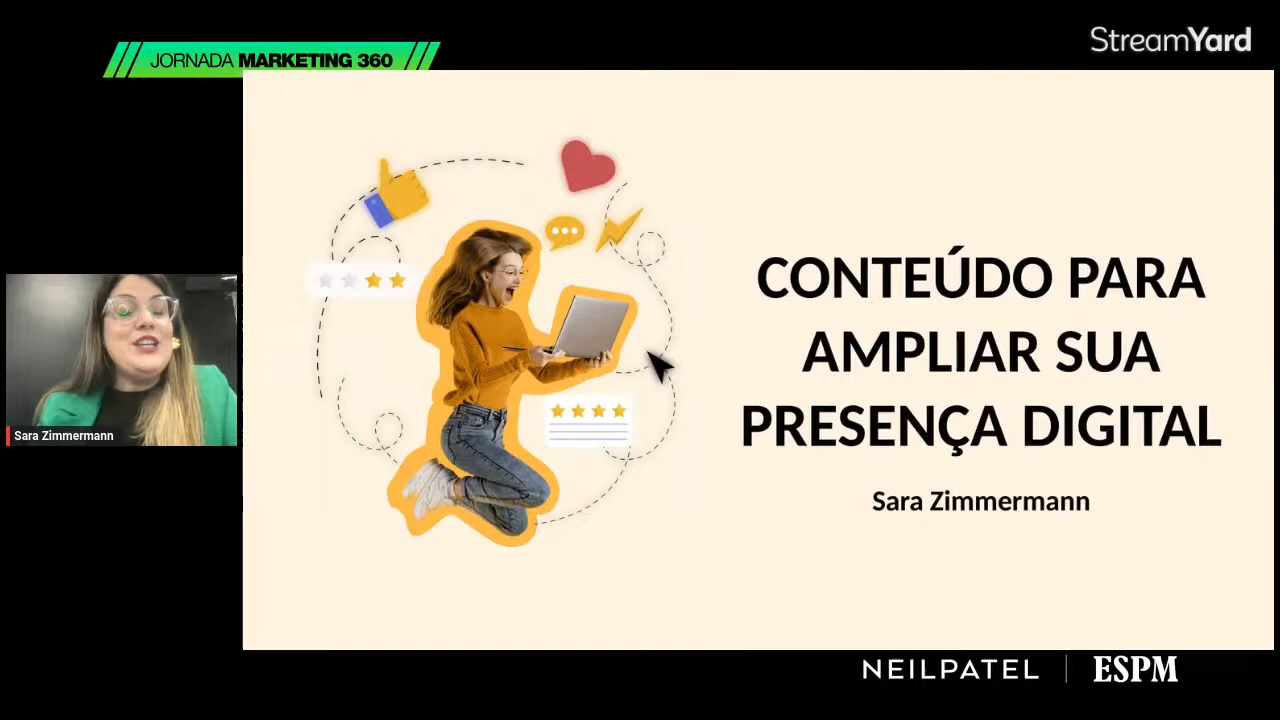 JORNADA MARKETING 360
StreamYard
CONTEÚDO PARA
AMPLIAR SUA
PRESENÇA DIGITAL
Sara Zimmermann
Sara Zimmermann
NEILPATEL
ESPM